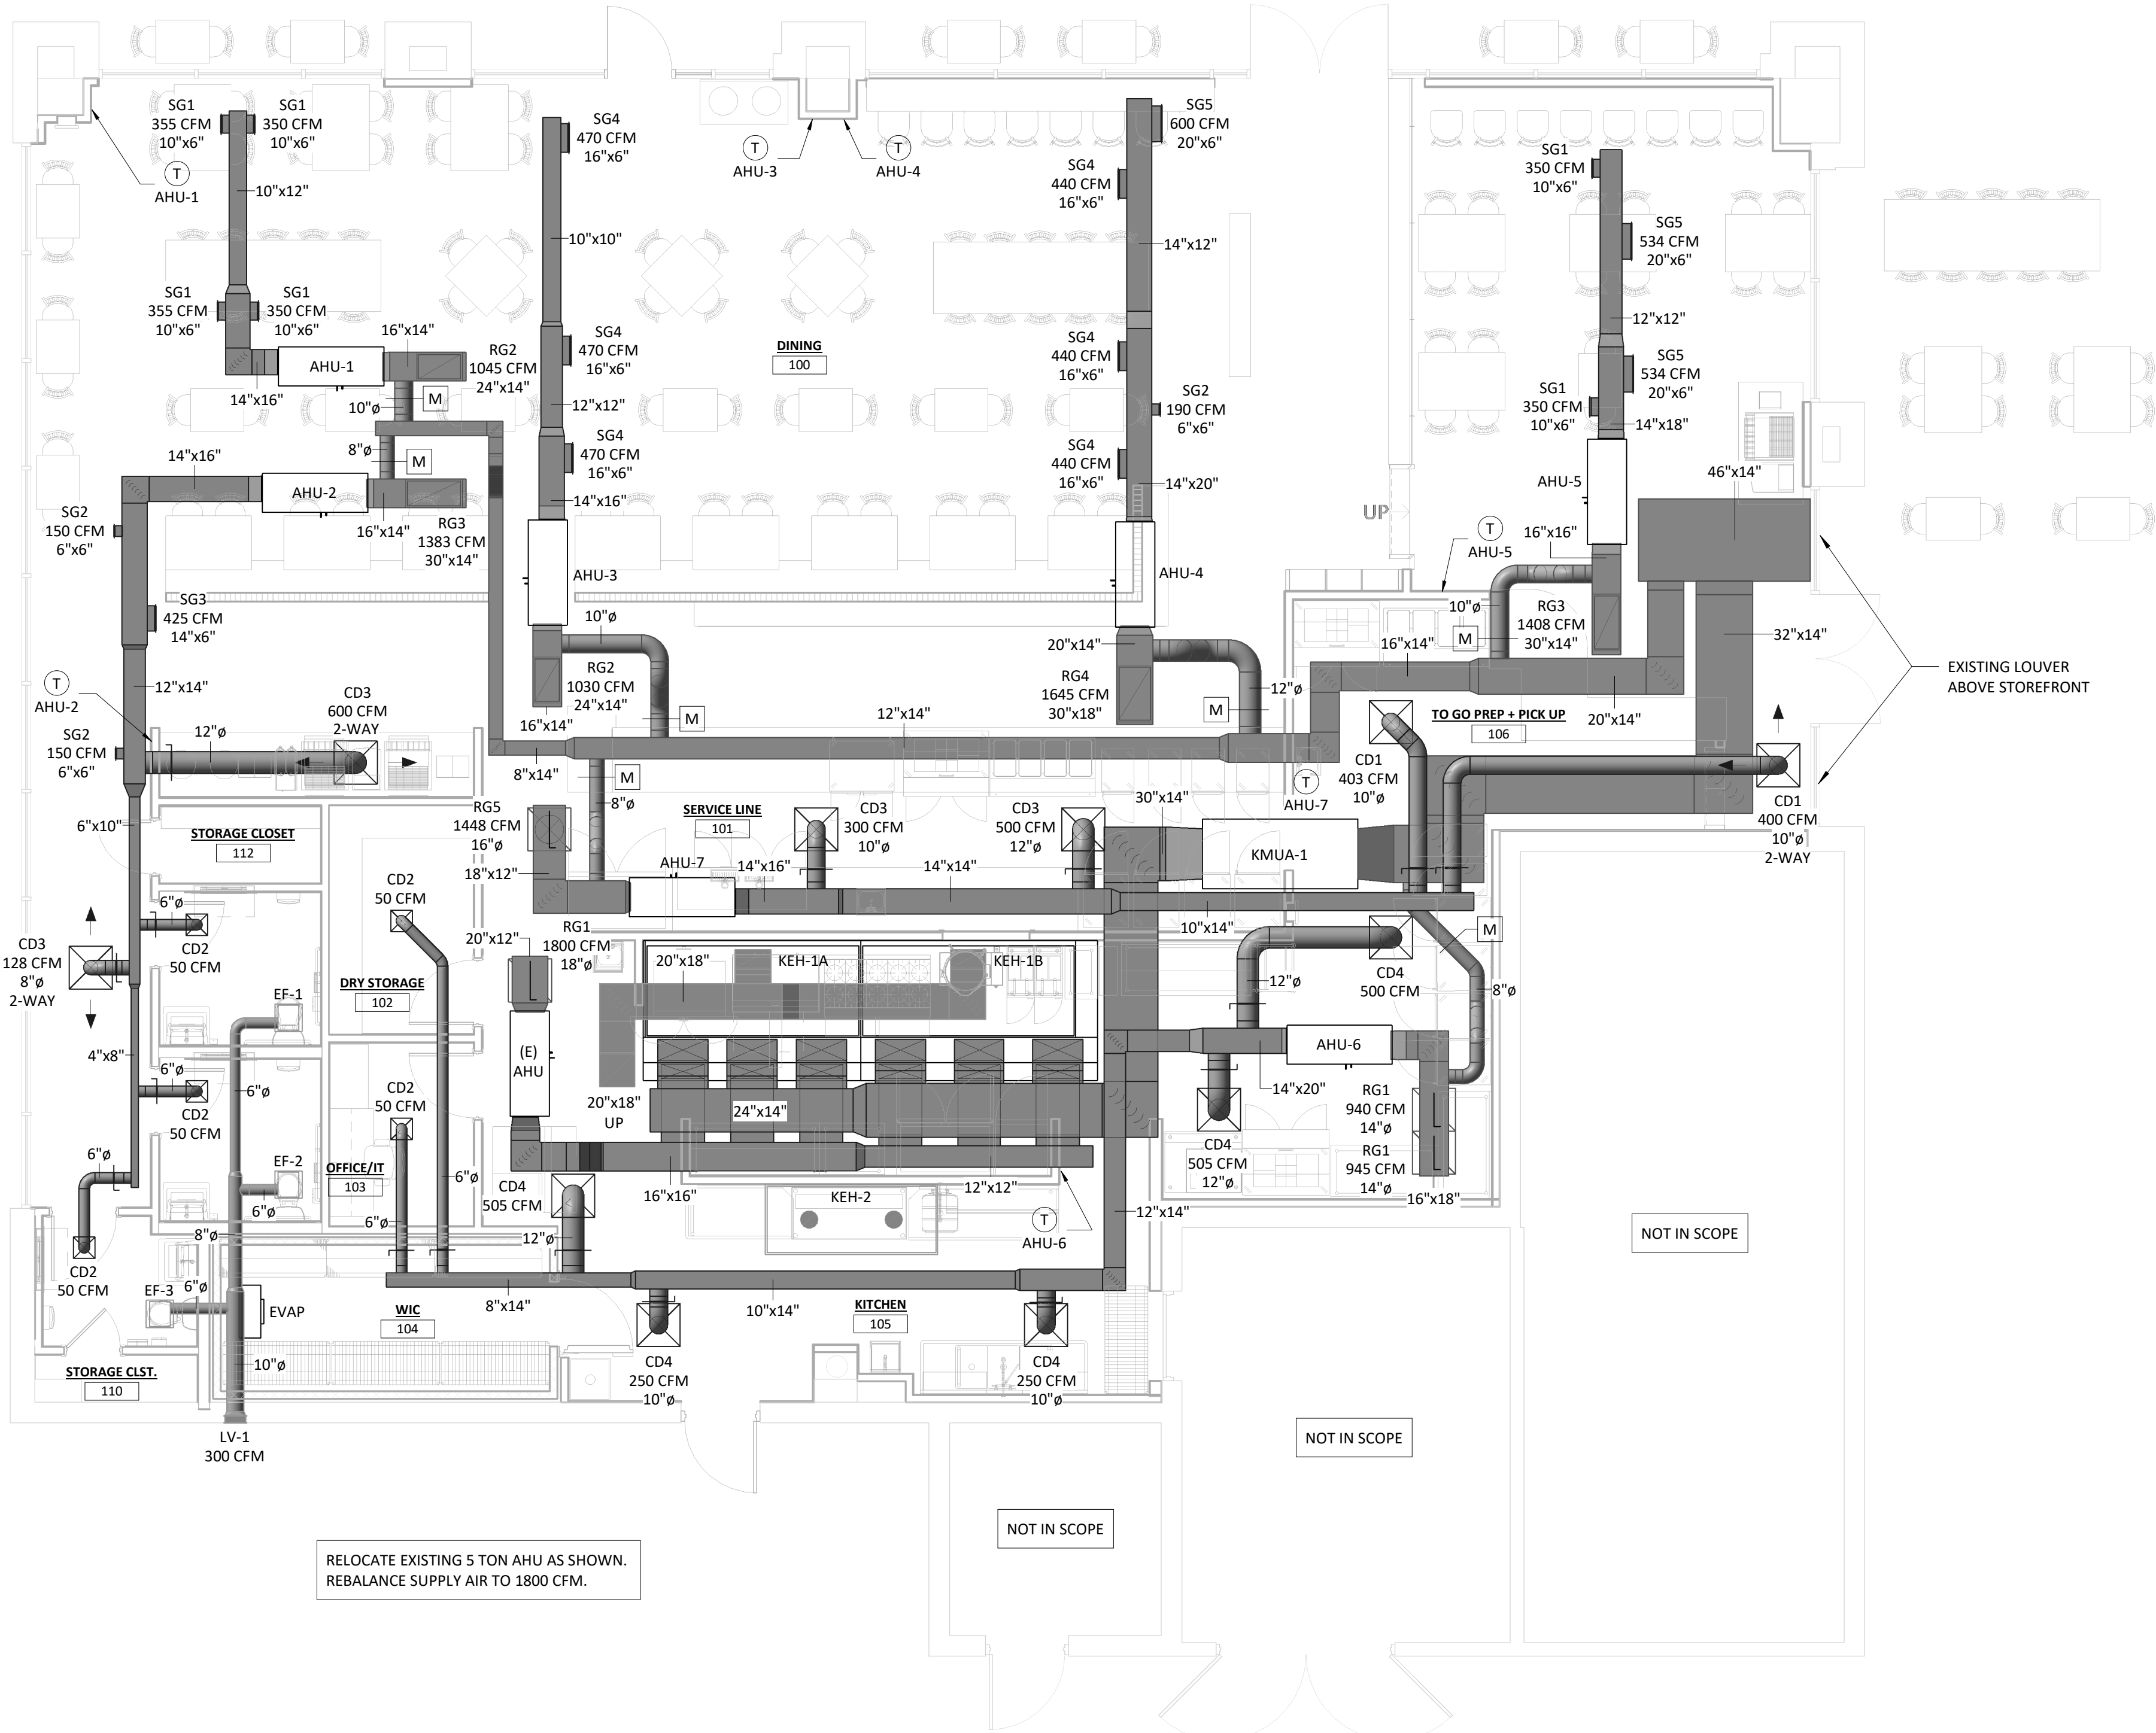 SG1
355 CFM
10"x6"
SG1
350 CFM
10"x6"
T
AHU-1
10"x12"
SG1
355 CFM
10"x6"
SG1
350 CFM
10"x6"
16"x14"
AHU-1
14"x16"
RG2
1045 CFM
24"x14"
M
10"ø
8"ø
M
14"x16"
AHU-2
16"x14"
RG3
1383 CFM
30"x14"
SG2
150 CFM
6"x6"
SG3
425 CFM
14"x6"
T
AHU-2
12"x14"
SG2
150 CFM
6"x6"
12"ø
CD3
600 CFM
2-WAY
SG4
470 CFM
16"x6"
10"x10"
SG4
470 CFM
16"x6"
12"x12"
SG4
470 CFM
16"x6"
14"x16"
AHU-3
10"ø
RG2
1030 CFM
24"x14"
16"x14"
M
T
AHU-3
T
AHU-4
DINING
100
SG5
600 CFM
20"x6"
SG4
440 CFM
16"x6"
14"x12"
SG4
440 CFM
16"x6"
SG2
190 CFM
6"x6"
SG4
440 CFM
16"x6"
14"x20"
AHU-4
20"x14"
RG4
1645 CFM
30"x18"
12"ø
M
SG1
350 CFM
10"x6"
SG5
534 CFM
20"x6"
12"x12"
SG5
534 CFM
20"x6"
SG1
350 CFM
10"x6"
14"x18"
AHU-5
46"x14"
UP
T
AHU-5
16"x16"
10"ø
RG3
1408 CFM
30"x14"
M
16"x14"
32"x14"
EXISTING LOUVER
ABOVE STOREFRONT
20"x14"
TO GO PREP + PICK UP
106
12"x14"
8"x14"
M
8"ø
T
AHU-7
CD1
403 CFM
10"ø
CD1
400 CFM
10"ø
2-WAY
6"x10"
STORAGE CLOSET
112
RG5
1448 CFM
16"ø
18"x12"
SERVICE LINE
101
CD3
300 CFM
10"ø
CD3
500 CFM
12"ø
30"x14"
KMUA-1
AHU-7
14"x16"
14"x14"
10"x14"
CD2
50 CFM
6"ø
CD2
50 CFM
CD3
128 CFM
8"ø
2-WAY
EF-1
DRY STORAGE
102
20"x12"
RG1
1800 CFM
18"ø
20"x18"
KEH-1A
KEH-1B
CD4
500 CFM
12"ø
M
8"ø
4"x8"
6"ø
CD2
50 CFM
6"ø
(E)
AHU
CD2
50 CFM
AHU-6
14"x20"
20"x18"
UP
24"x14"
RG1
940 CFM
14"ø
RG1
945 CFM
14"ø
16"x18"
CD4
505 CFM
12"ø
6"ø
EF-2
6"ø
OFFICE/IT
103
6"ø
CD4
505 CFM
16"x16"
12"x12"
KEH-2
T
AHU-6
12"x14"
8"ø
6"ø
12"ø
CD2
50 CFM
EF-3
6"ø
EVAP
8"x14"
WIC
104
10"x14"
KITCHEN
105
10"ø
STORAGE CLST.
110
CD4
250 CFM
10"ø
CD4
250 CFM
10"ø
LV-1
300 CFM
NOT IN SCOPE
NOT IN SCOPE
NOT IN SCOPE
RELOCATE EXISTING 5 TON AHU AS SHOWN.
REBALANCE SUPPLY AIR TO 1800 CFM.